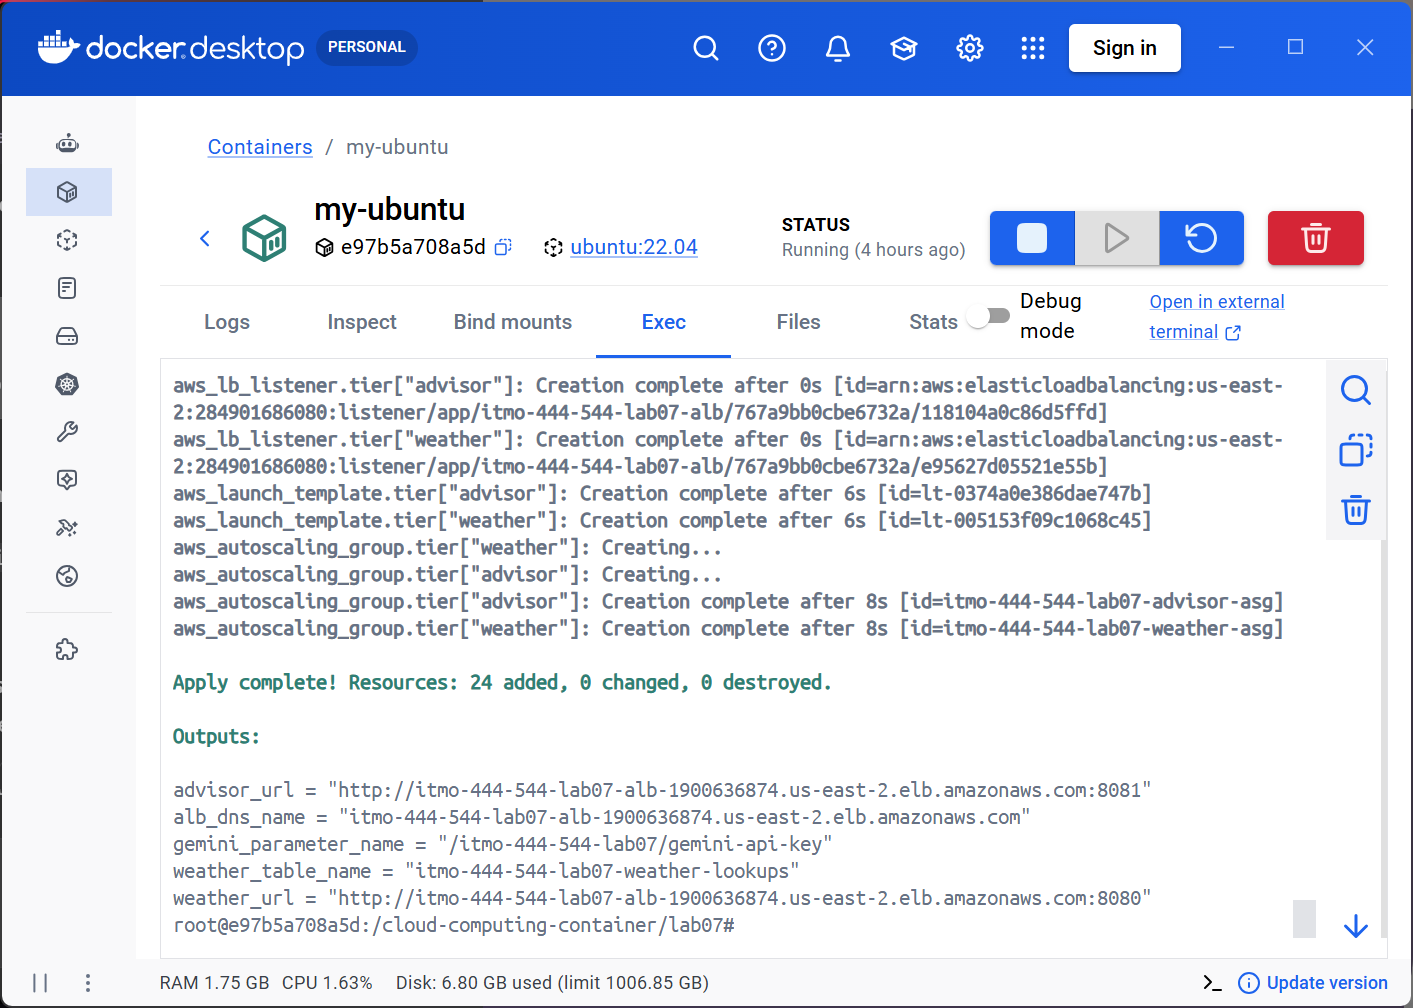 docker desktop PERSONAL Sign in
Containers / my-ubuntu
my-ubuntu
e97b5a708a5d ubuntu:22.04
STATUS
Running (4 hours ago)
Logs Inspect Bind mounts Exec Files Stats Debug mode Open in external terminal
aws_lb_listener.tier["advisor"]: Creation complete after 0s [id=arn:aws:elasticloadbalancing:us-east-
2:284901686080:listener/app/itmo-444-544-lab07-alb/767a9bb0cbe6732a/118104a0c86d5ffd]
aws_lb_listener.tier["weather"]: Creation complete after 0s [id=arn:aws:elasticloadbalancing:us-east-
2:284901686080:listener/app/itmo-444-544-lab07-alb/767a9bb0cbe6732a/e95627d05521e55b]
aws_launch_template.tier["advisor"]: Creation complete after 6s [id=lt-0374a0e386dae747b]
aws_launch_template.tier["weather"]: Creation complete after 6s [id=lt-005153f09c1068c45]
aws_autoscaling_group.tier["weather"]: Creating...
aws_autoscaling_group.tier["advisor"]: Creating...
aws_autoscaling_group.tier["advisor"]: Creation complete after 8s [id=itmo-444-544-lab07-advisor-asg]
aws_autoscaling_group.tier["weather"]: Creation complete after 8s [id=itmo-444-544-lab07-weather-asg]
Apply complete! Resources: 24 added, 0 changed, 0 destroyed.
Outputs:
advisor_url = "http://itmo-444-544-lab07-alb-1900636874.us-east-2.elb.amazonaws.com:8081"
alb_dns_name = "itmo-444-544-lab07-alb-1900636874.us-east-2.elb.amazonaws.com"
gemini_parameter_name = "/itmo-444-544-lab07/gemini-api-key"
weather_table_name = "itmo-444-544-lab07-weather-lookups"
weather_url = "http://itmo-444-544-lab07-alb-1900636874.us-east-2.elb.amazonaws.com:8080"
root@e97b5a708a5d:/cloud-computing-container/lab07#
RAM 1.75 GB CPU 1.63% Disk: 6.80 GB used (limit 1006.85 GB) Update version